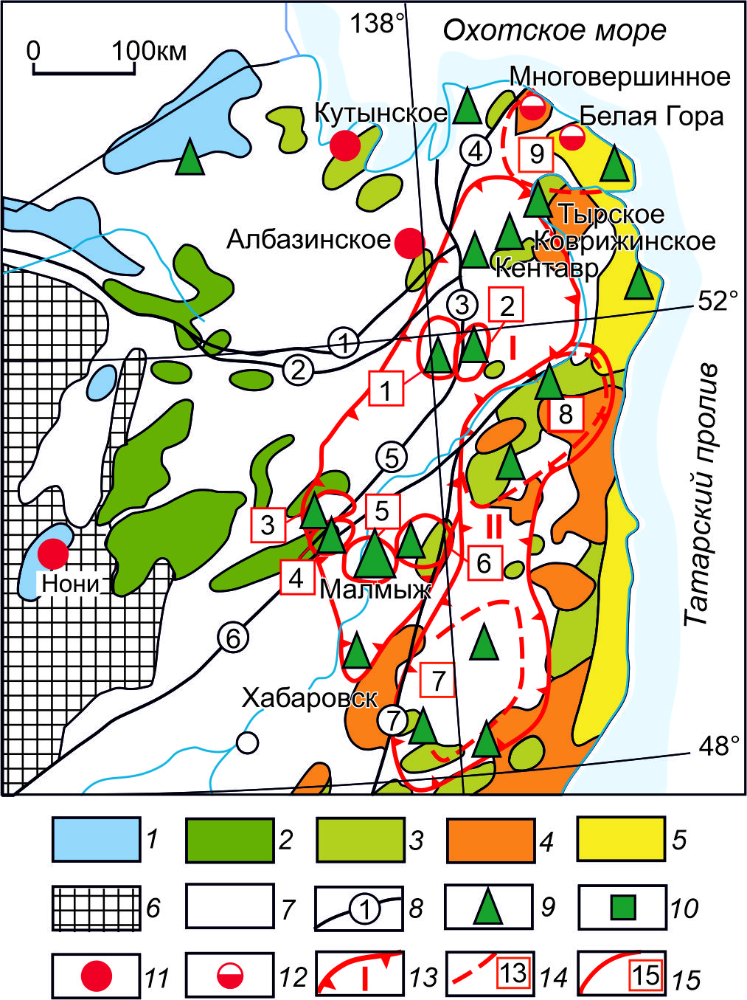 138°
Охотское море
0 100км
Многовершинное
Кутынское
Белая Гора
4
9
Тырское
Албазинское
Коврижинское
Кентавр
52°
3
2
1
I
2
1
8
5
Татарский пролив
5
3
II
6
4
Нони
Малмыж
6
7
Хабаровск
7
48°
1 2 3 4 5
6 7 1 8 9 10
11 12 I 13 13 14 15 15